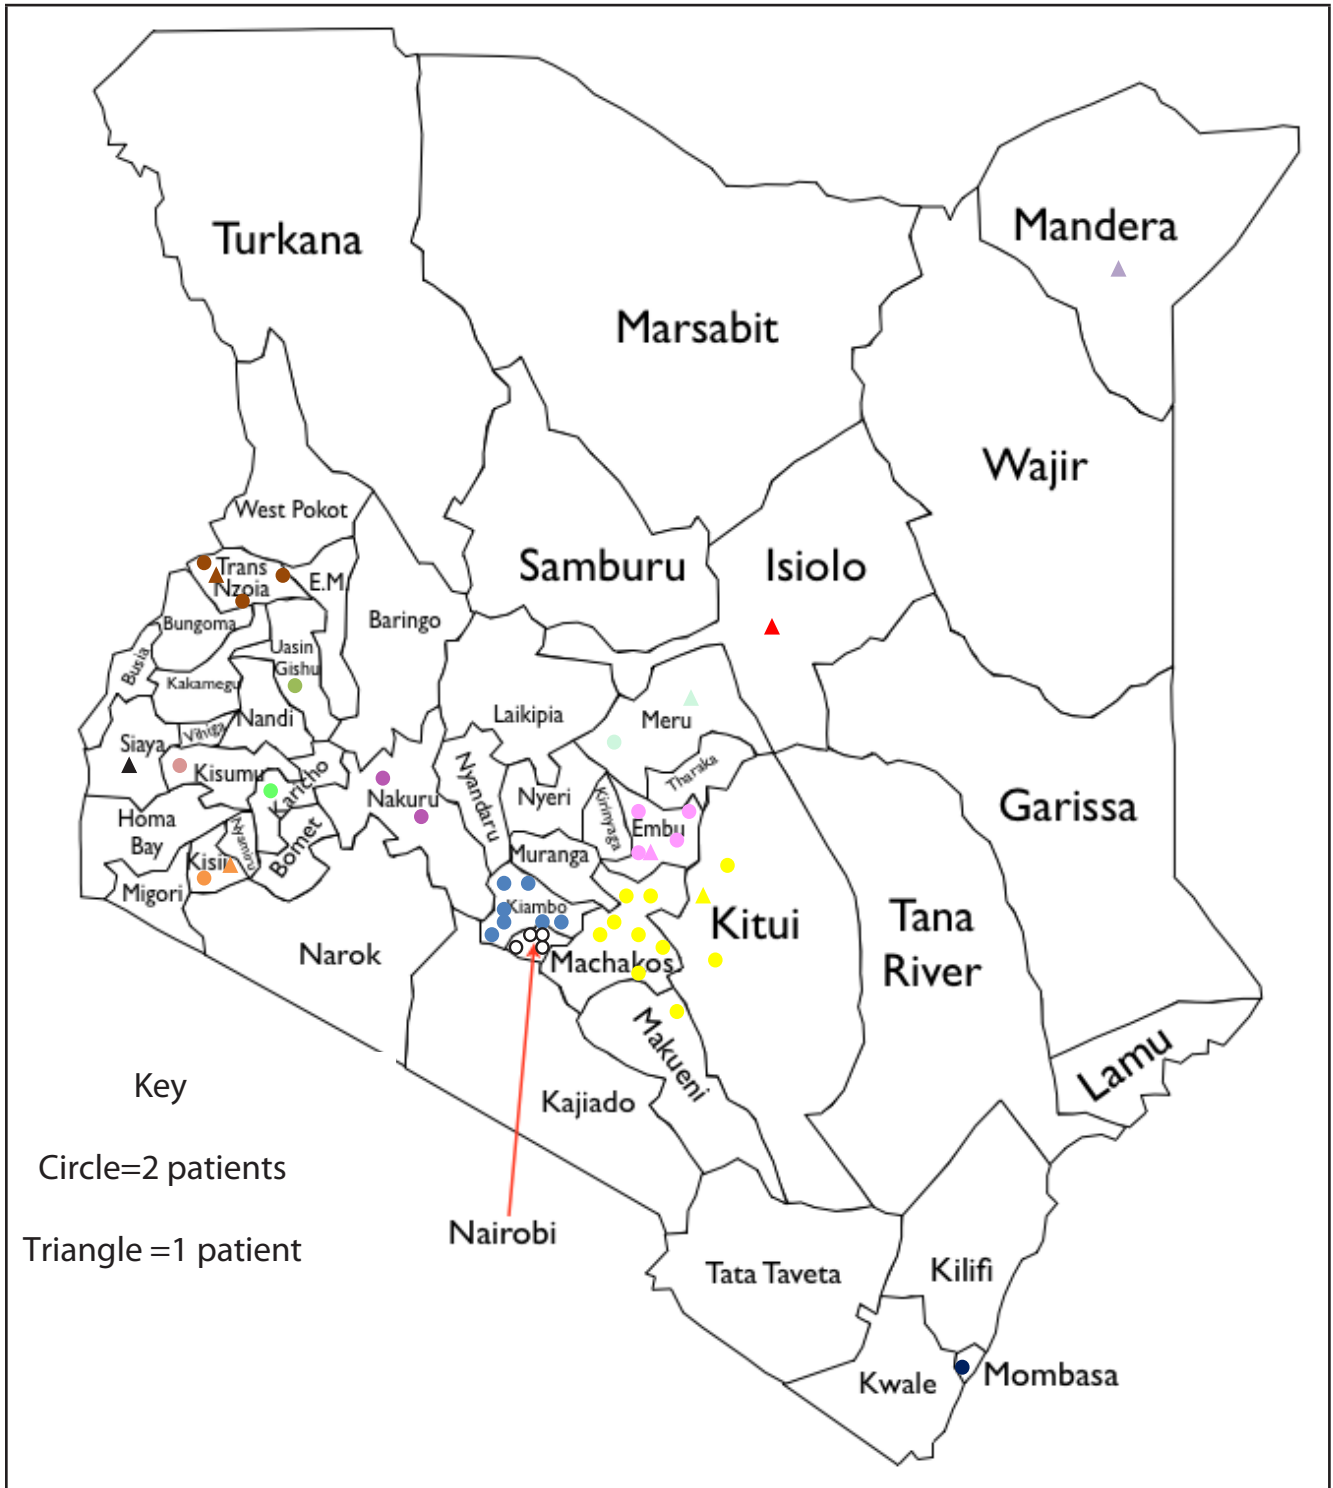 Turkana
Mandera
Marsabit
Wajir
West Pokot
Samburu
Isiolo
Trans
Nzoia
E.M.
Bungoma
Baringo
Uasin
Gishu
Busia
Kakamegu
Laikipia
Meru
Nandi
Vihiga
Siaya
Kisumu
Karicho
Nakuru
Nyandaru
Nyeri
Kirinyaga
Tharaka
Embu
Garissa
Homa
Bay
Nyamira
Kisii
Bomet
Muranga
Migori
Kiambo
Kitui
Tana
River
Narok
Machakos
Makueni
Lamu
Key
Kajiado
Circle=2 patients
Nairobi
Triangle =1 patient
Tata Taveta
Kilifi
Kwale
Mombasa